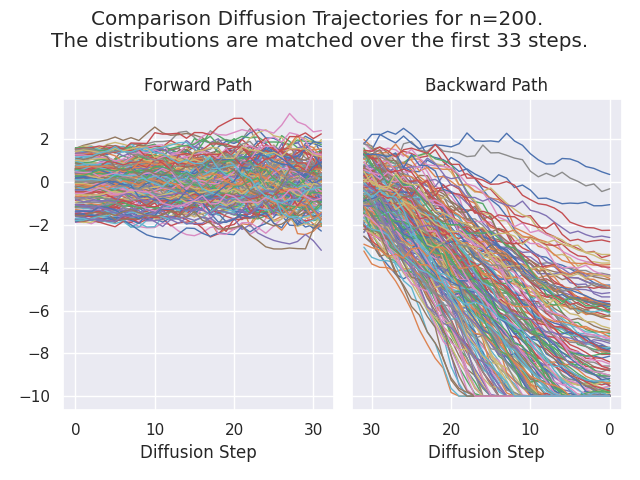 Comparison Diffusion Trajectories for n=200.
The distributions are matched over the first 33 steps.
Forward Path
Backward Path
2
0
−2
−4
−6
−8
−10
0 10 20 30
30 20 10 0
Diffusion Step
Diffusion Step